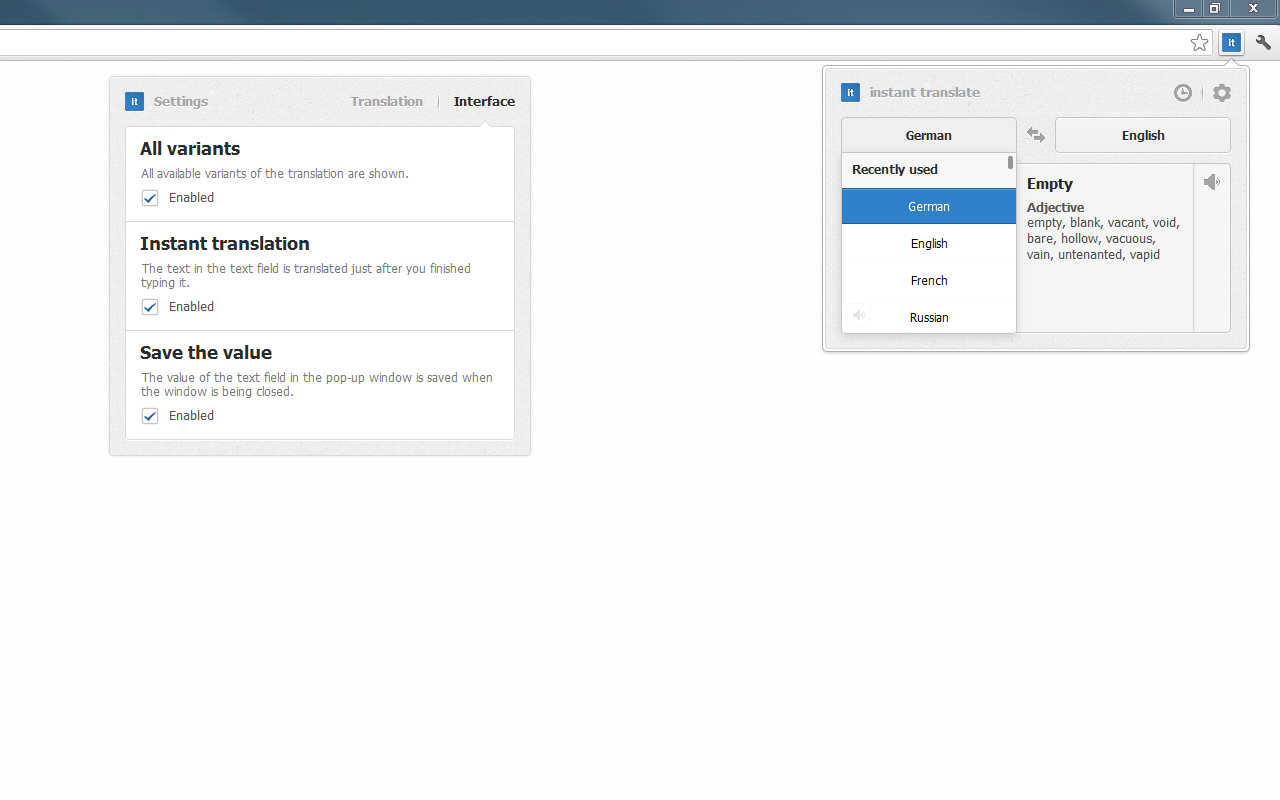 It
It Settings Translation Interface
All variants
All available variants of the translation are shown.
Enabled
Instant translation
The text in the text field is translated just after you finished
typing it.
Enabled
Save the value
The value of the text field in the pop-up window is saved when
the window is being closed.
Enabled
It instant translate
German English
Recently used
German
English
French
Russian
Empty
Adjective
empty, blank, vacant, void,
bare, hollow, vacuous,
vain, untenanted, vapid